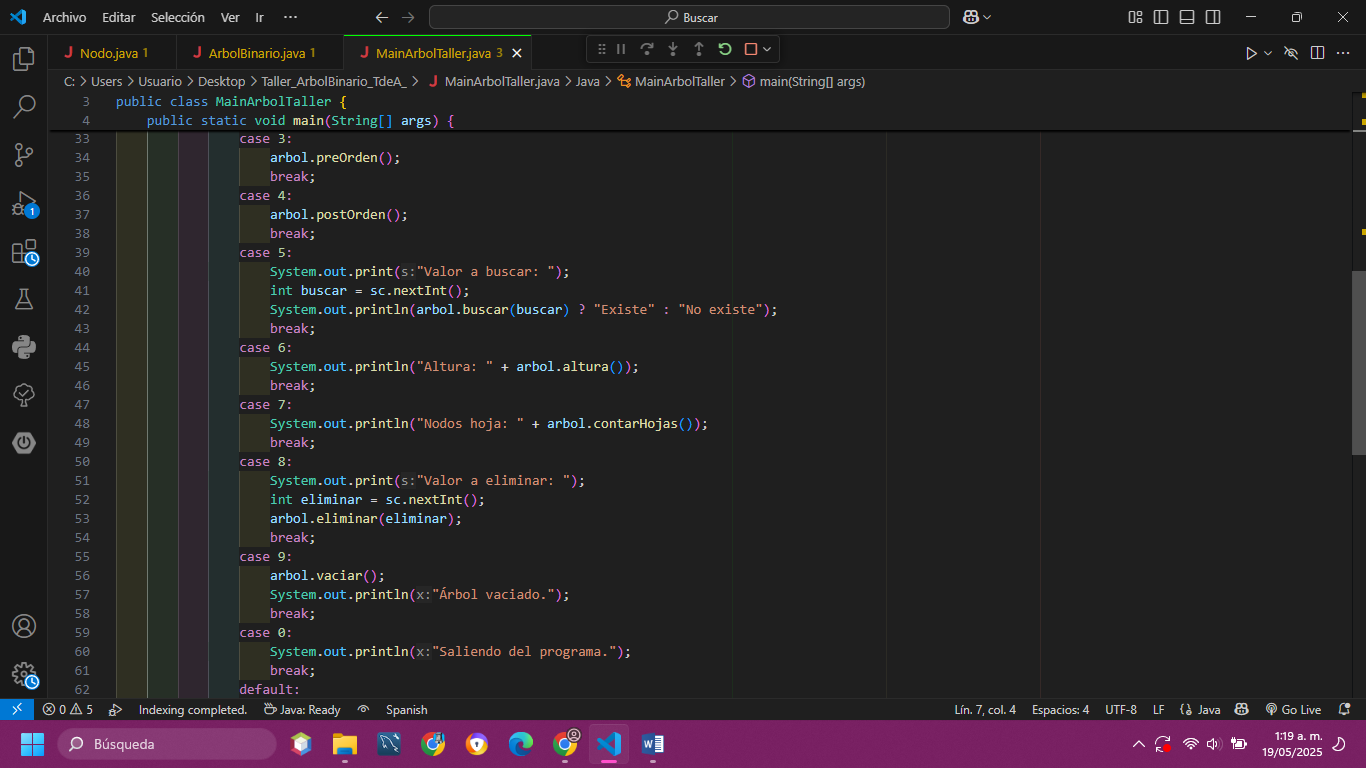 Archivo Editar Selección Ver Ir ··· Buscar
Nodo.java 1 ArbolBinario.java 1 MainArbolTaller.java 3
C: > Users > Usuario > Desktop > Taller_ArbolBinario_TdeA_ > J MainArbolTaller.java > Java > MainArbolTaller > main(String[] args)
3 public class MainArbolTaller {
4 public static void main(String[] args) {
33 case 3:
34 arbol.preOrden();
35 break;
36 case 4:
37 arbol.postOrden();
38 break;
39 case 5:
40 System.out.print(s:"Valor a buscar: ");
41 int buscar = sc.nextInt();
42 System.out.println(arbol.buscar(buscar) ? "Existe" : "No existe");
43 break;
44 case 6:
45 System.out.println("Altura: " + arbol.altura());
46 break;
47 case 7:
48 System.out.println("Nodos hoja: " + arbol.contarHojas());
49 break;
50 case 8:
51 System.out.print(s:"Valor a eliminar: ");
52 int eliminar = sc.nextInt();
53 arbol.eliminar(eliminar);
54 break;
55 case 9:
56 arbol.vaciar();
57 System.out.println(x:"Árbol vaciado.");
58 break;
59 case 0:
60 System.out.println(x:"Saliendo del programa.");
61 break;
62 default:
1
0 5 Indexing completed. Java: Ready Spanish Lín. 7, col. 4 Espacios: 4 UTF-8 LF {} Java Go Live
Búsqueda
1:19 a. m.
19/05/2025